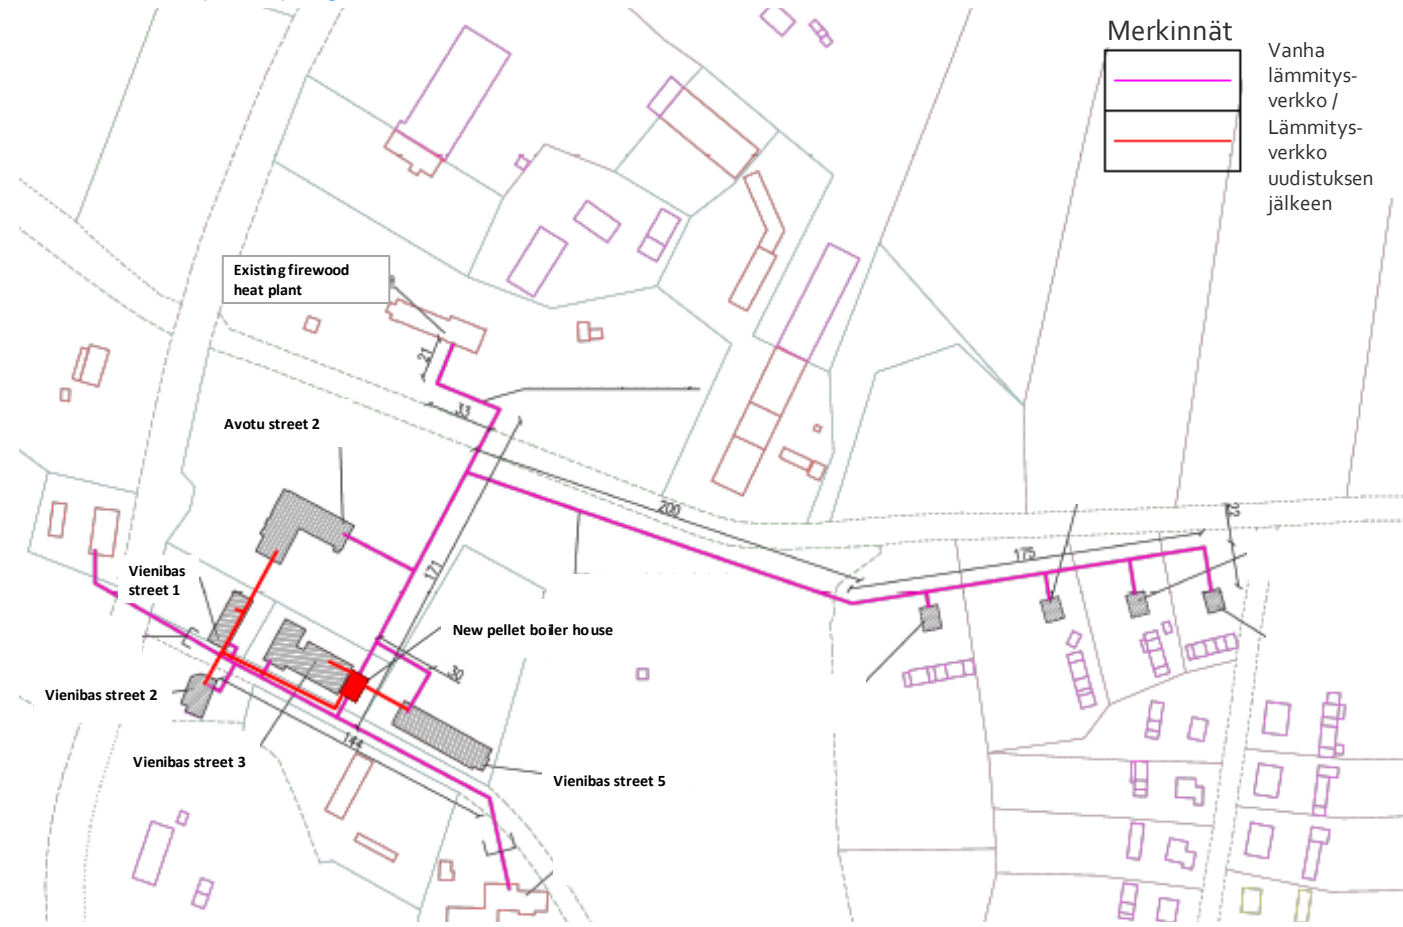 Merkinnät
Vanha
lämmitys-
verkko /
Lämmitys-
verkko
uudistuksen
jälkeen
Existing firewood
heat plant
21
33
Avotu street 2
200
171
175
Vienibas
street 1
New pellet boiler house
30
Vienibas street 2
144
Vienibas street 3
Vienibas street 5